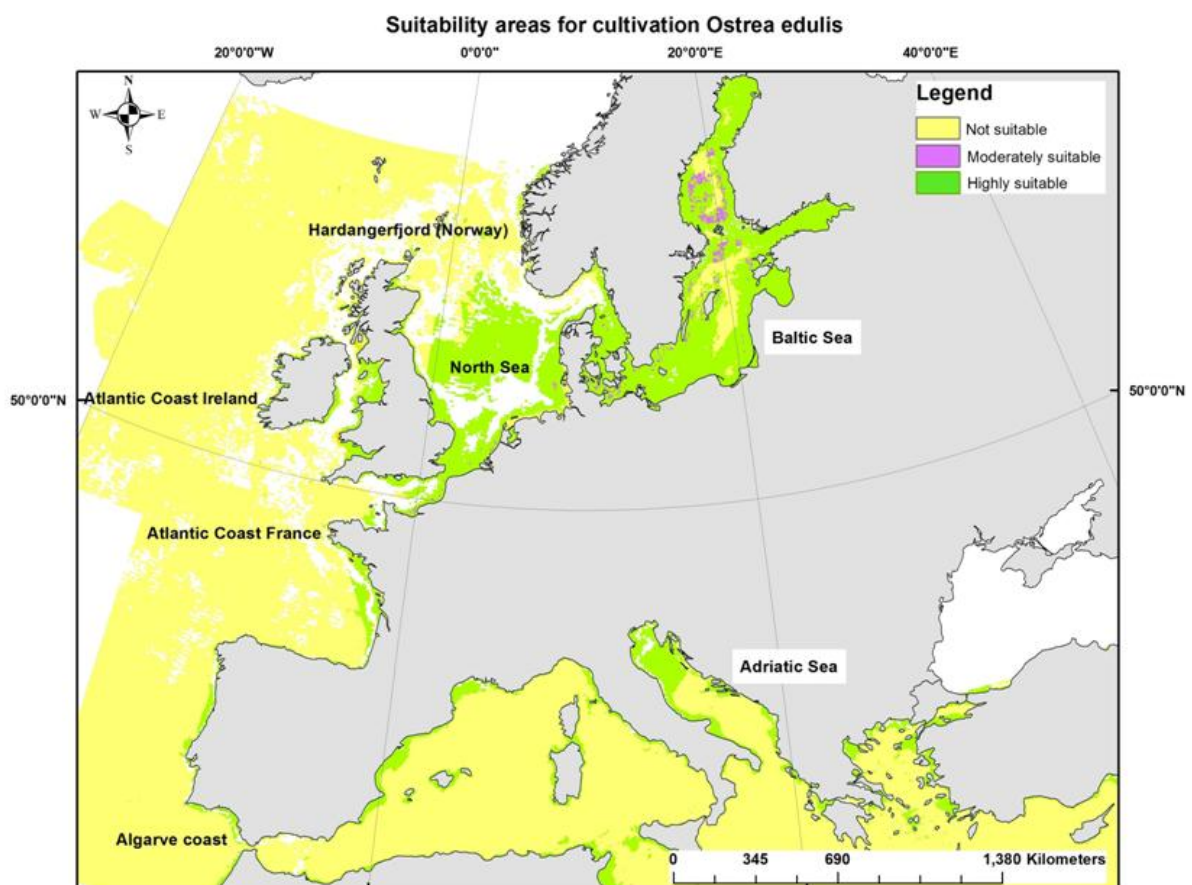 Suitability areas for cultivation Ostrea edulis
20°0'0"W
0°0'0"
20°0'0"E
40°0'0"E
N
W
E
S
Legend
Not suitable
Moderately suitable
Highly suitable
Hardangerfjord (Norway)
Baltic Sea
North Sea
50°0'0"N
Atlantic Coast Ireland
50°0'0"N
Atlantic Coast France
Adriatic Sea
Algarve coast
0 345 690 1,380 Kilometers